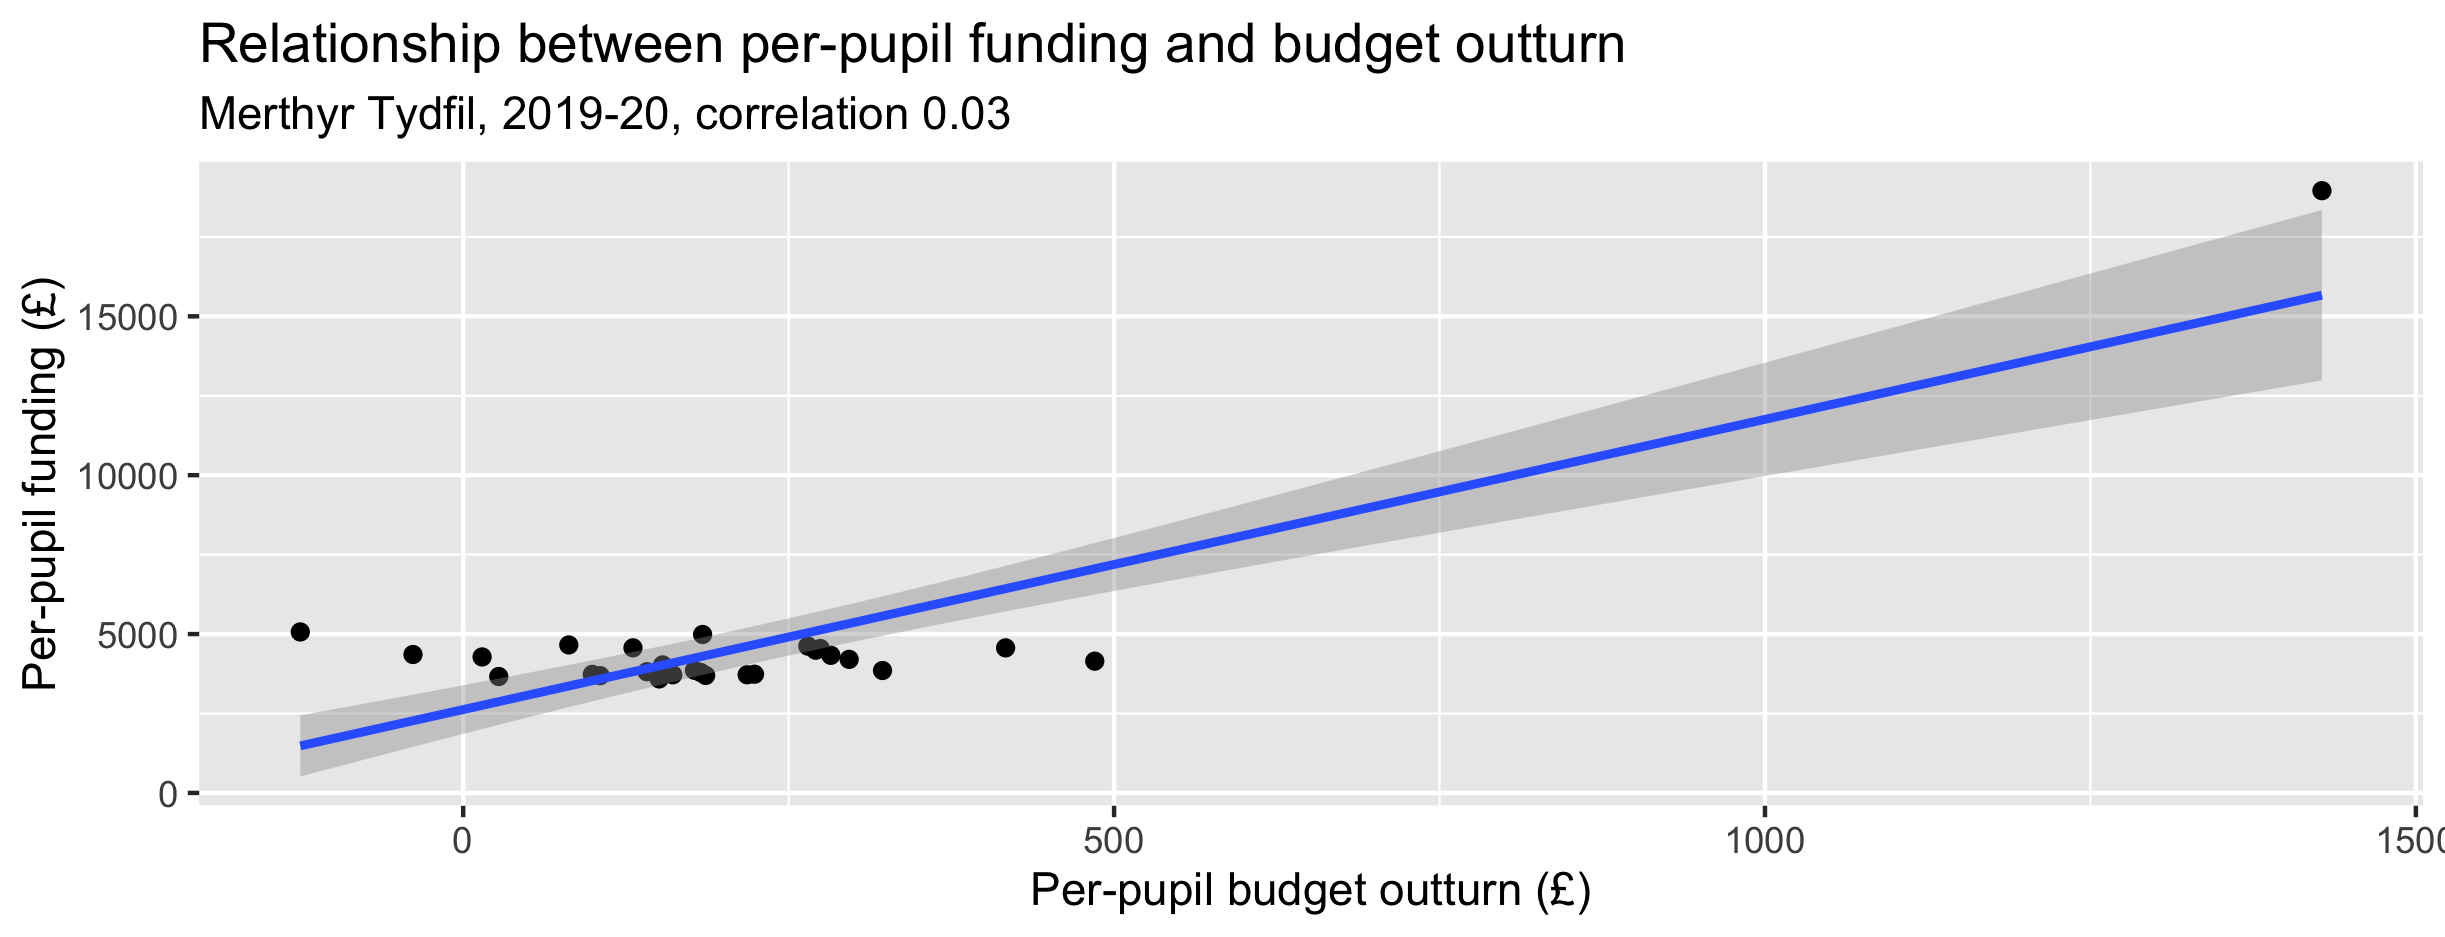 Relationship between per-pupil funding and budget outturn
Merthyr Tydfil, 2019-20, correlation 0.03
Per-pupil funding (£)
15000
10000
5000
0
0
500
1000
1500
Per-pupil budget outturn (£)